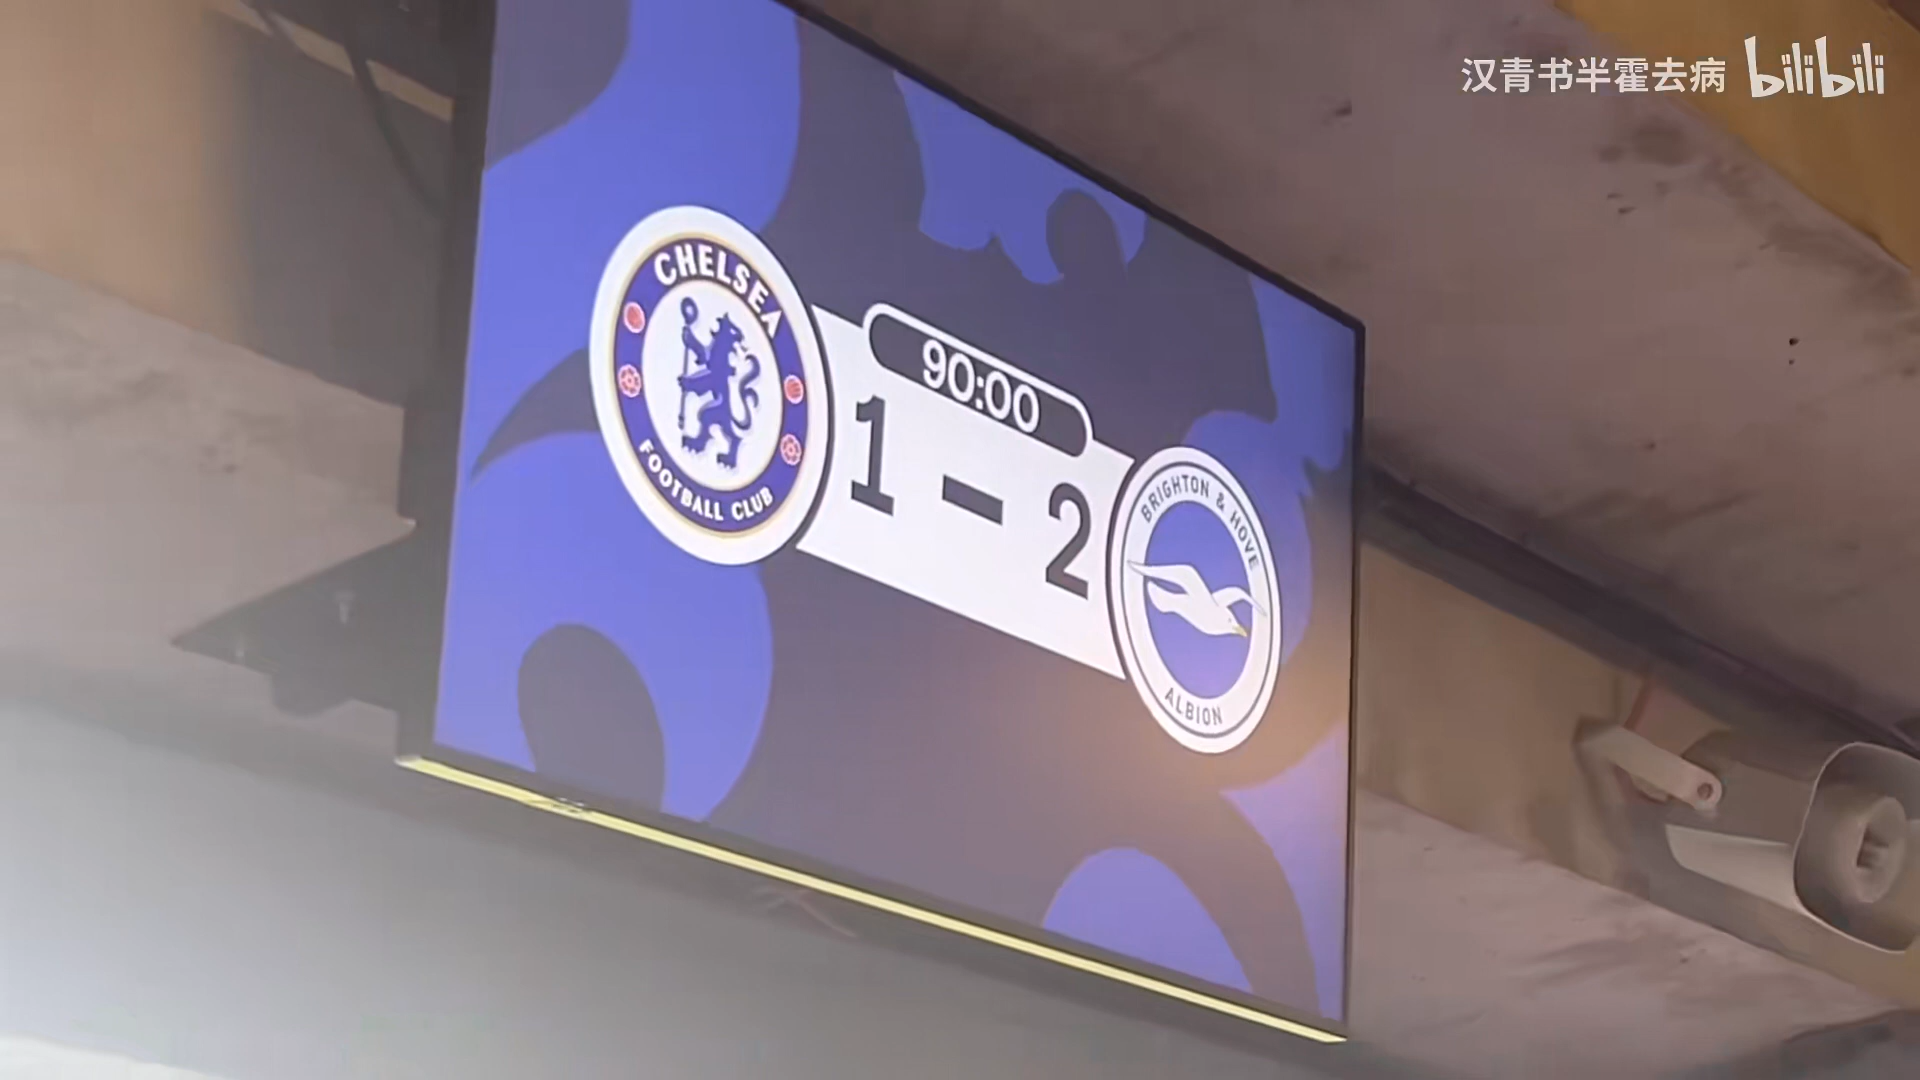 汉青书半霍去病 bilibili
CHELSEA
FOOTBALL CLUB
90:00
1 - 2
BRIGHTON & HOVE
ALBION